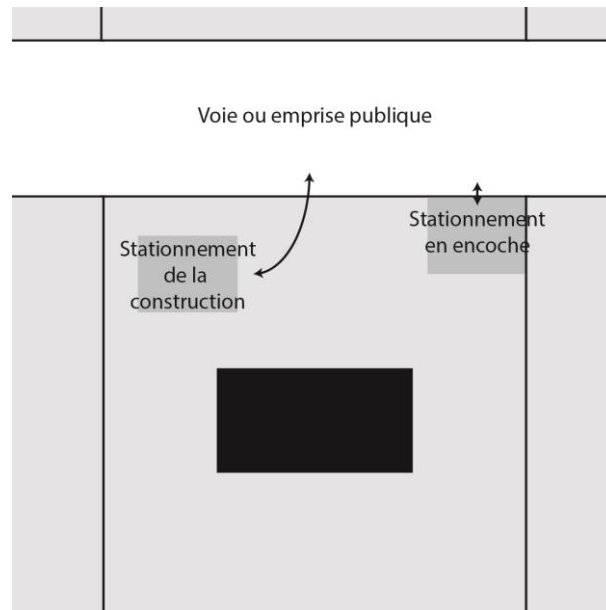 Voie ou emprise publique
Stationnement
en encoche
Stationnement
de la
construction